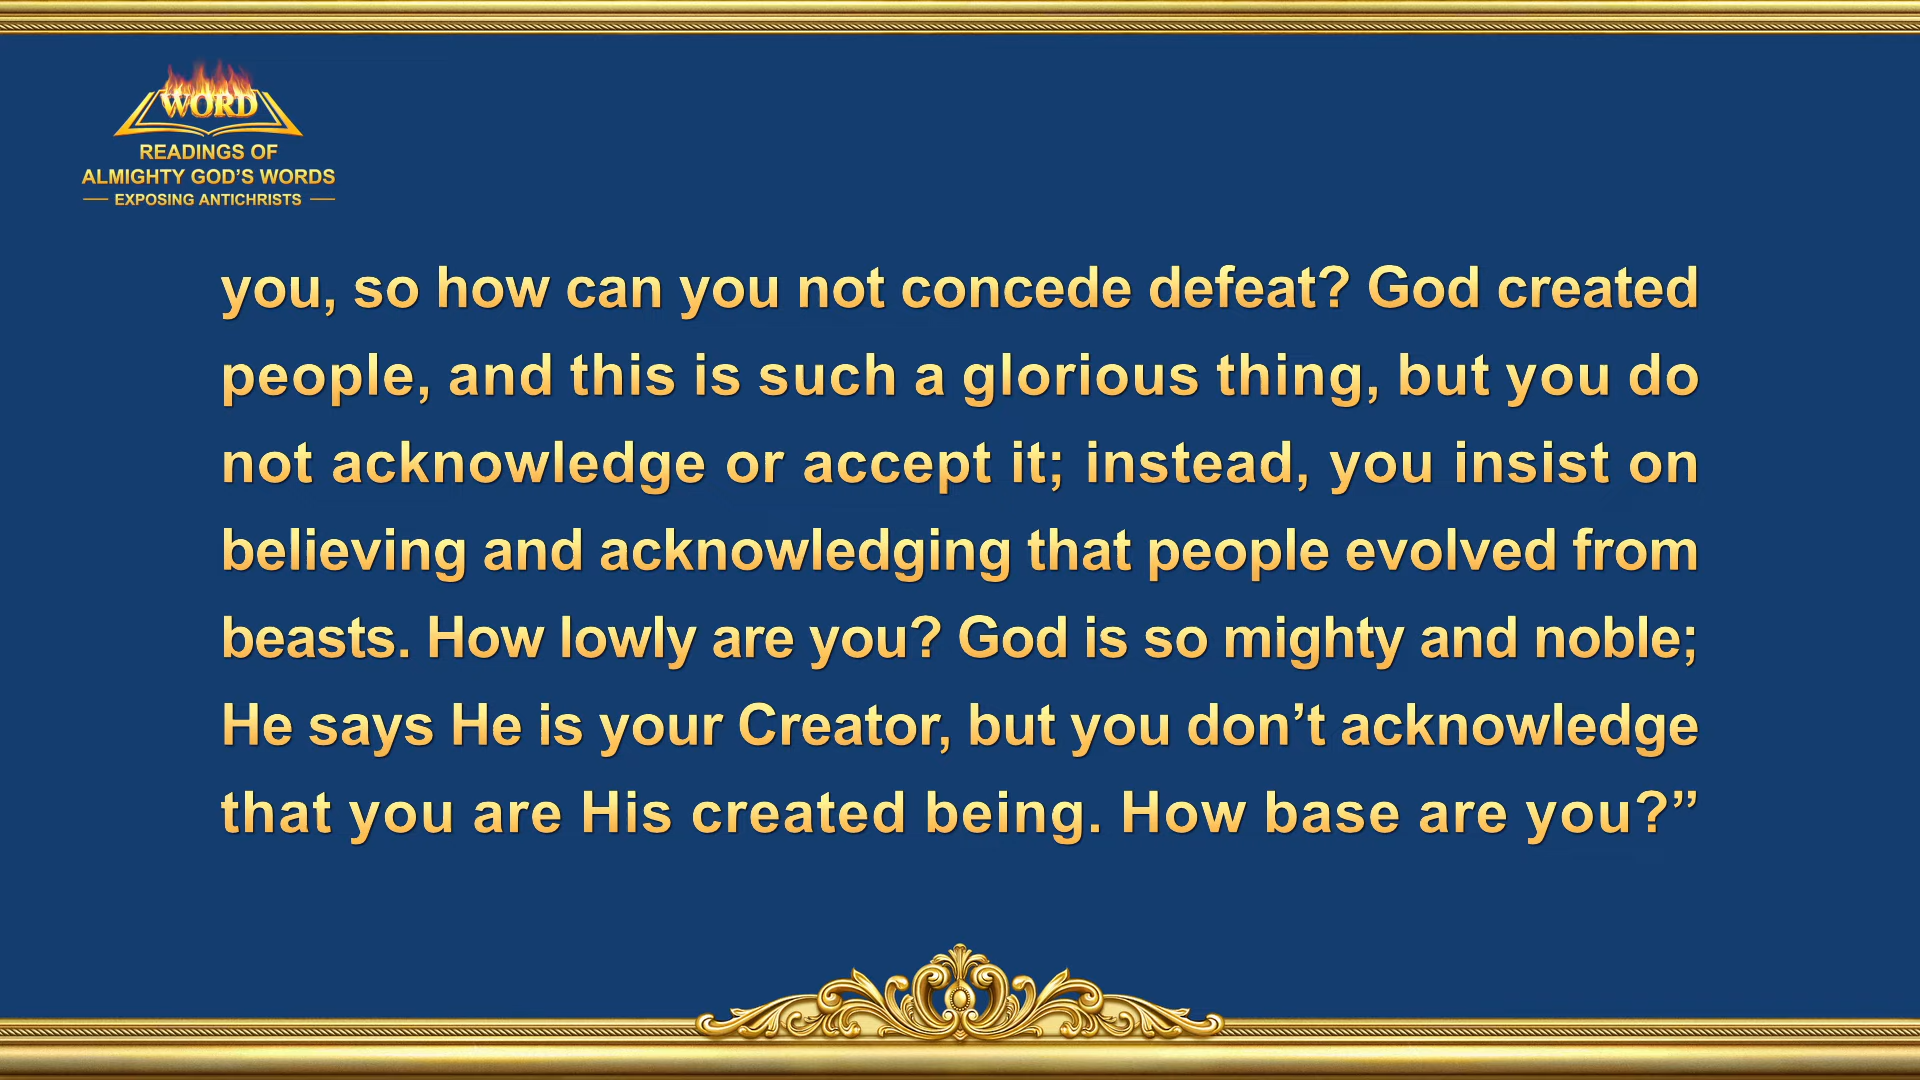 WORD
READINGS OF
ALMIGHTY GOD’S WORDS
EXPOSING ANTICHRISTS
you, so how can you not concede defeat? God created
people, and this is such a glorious thing, but you do
not acknowledge or accept it; instead, you insist on
believing and acknowledging that people evolved from
beasts. How lowly are you? God is so mighty and noble;
He says He is your Creator, but you don’t acknowledge
that you are His created being. How base are you?”